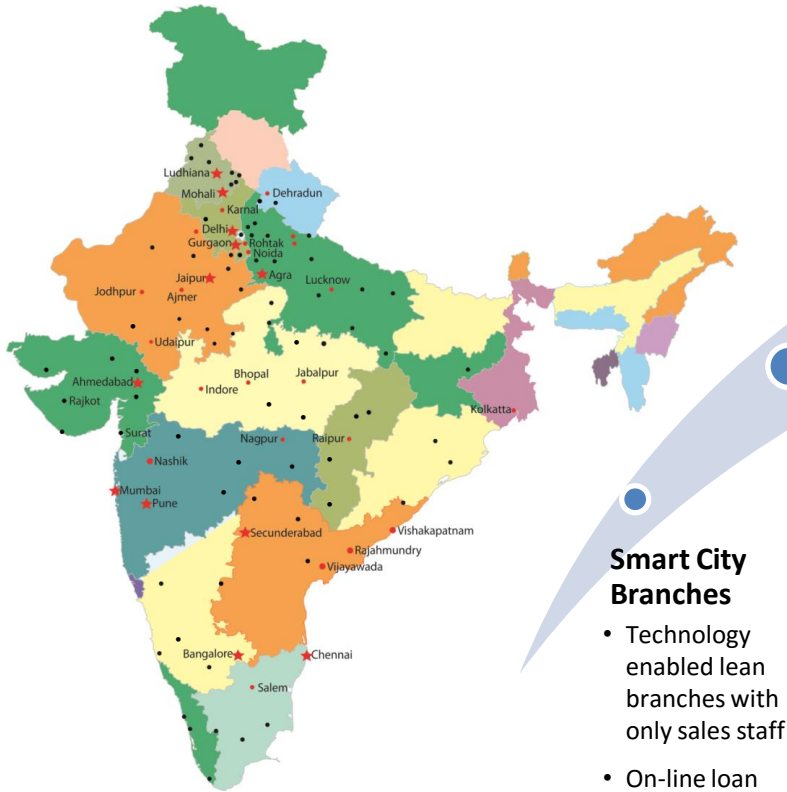 Ludhiana
Mohali
Dehradun
Karnal
Delhi
Gurgaon
Rohtak
Noida
Jaipur
Agra
Lucknow
Jodhpur
Ajmer
Udaipur
Ahmedabad
Bhopal
Jabalpur
Indore
Rajkot
Kolkatta
Surat
Nagpur
Raipur
Nashik
Mumbai
Pune
Secunderabad
Vishakapatnam
Rajahmundry
Vijayawada
Bangalore
Chennai
Salem
Smart City
Branches
• Technology
enabled lean
branches with
only sales staff
• On-line loan